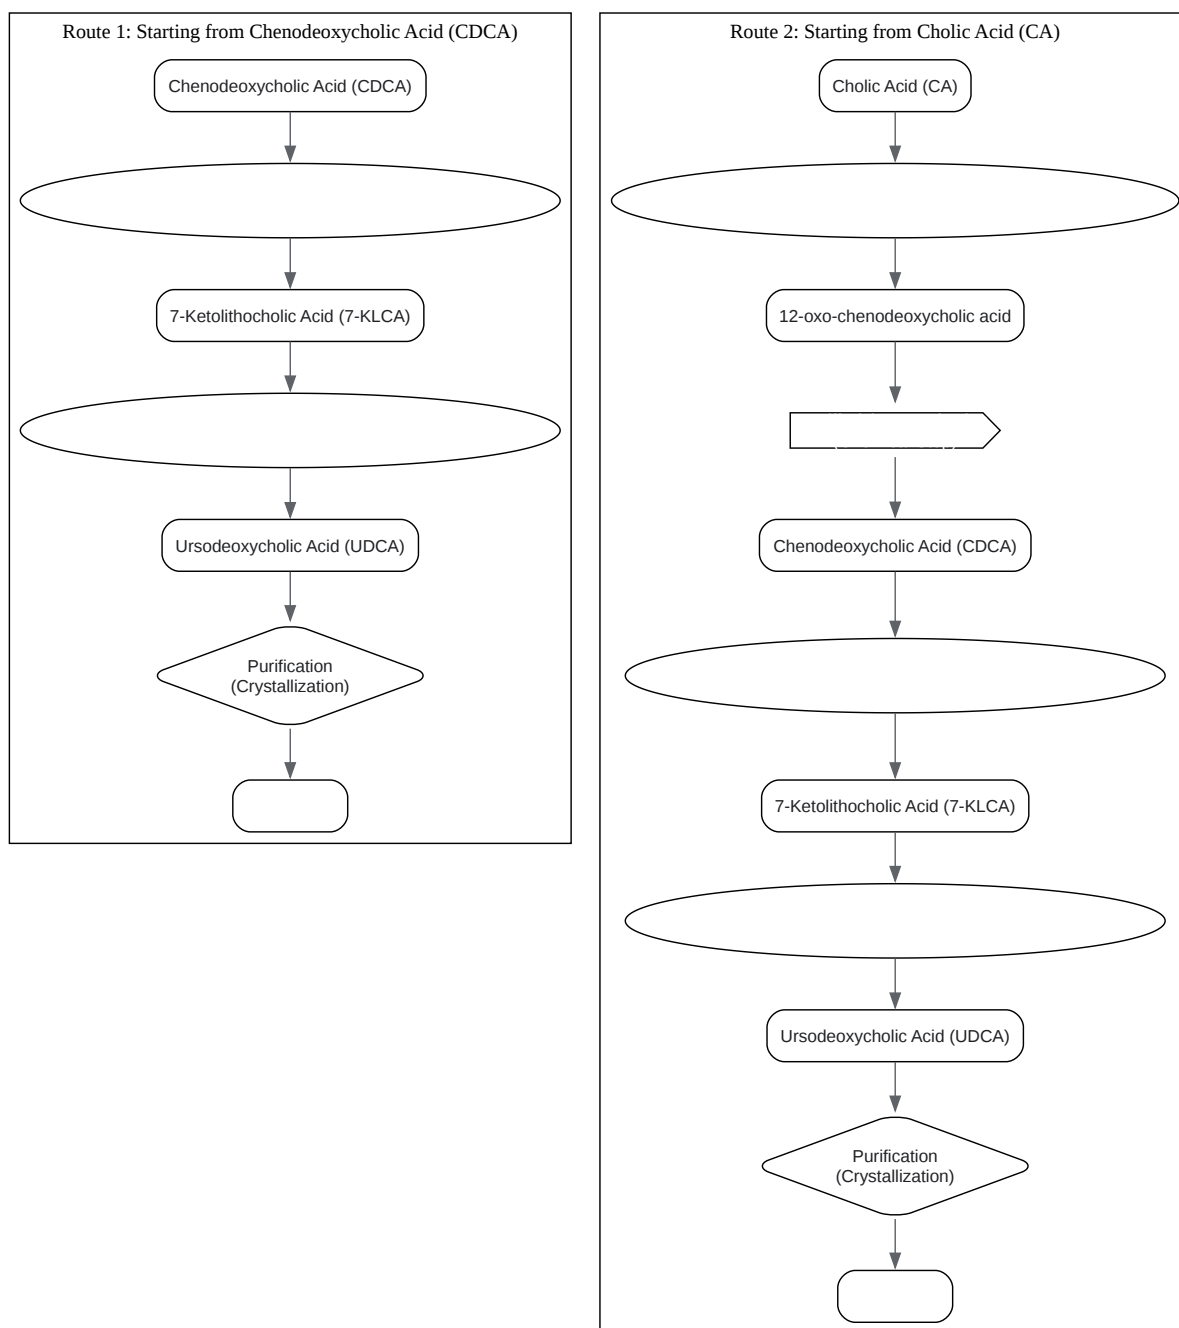 Route 1: Starting from Chenodeoxycholic Acid (CDCA)
Chenodeoxycholic Acid (CDCA)
7-Ketolithocholic Acid (7-KLCA)
Ursodeoxycholic Acid (UDCA)
Purification
(Crystallization)
Route 2: Starting from Cholic Acid (CA)
Cholic Acid (CA)
12-oxo-chenodeoxycholic acid
Chenodeoxycholic Acid (CDCA)
7-Ketolithocholic Acid (7-KLCA)
Ursodeoxycholic Acid (UDCA)
Purification
(Crystallization)